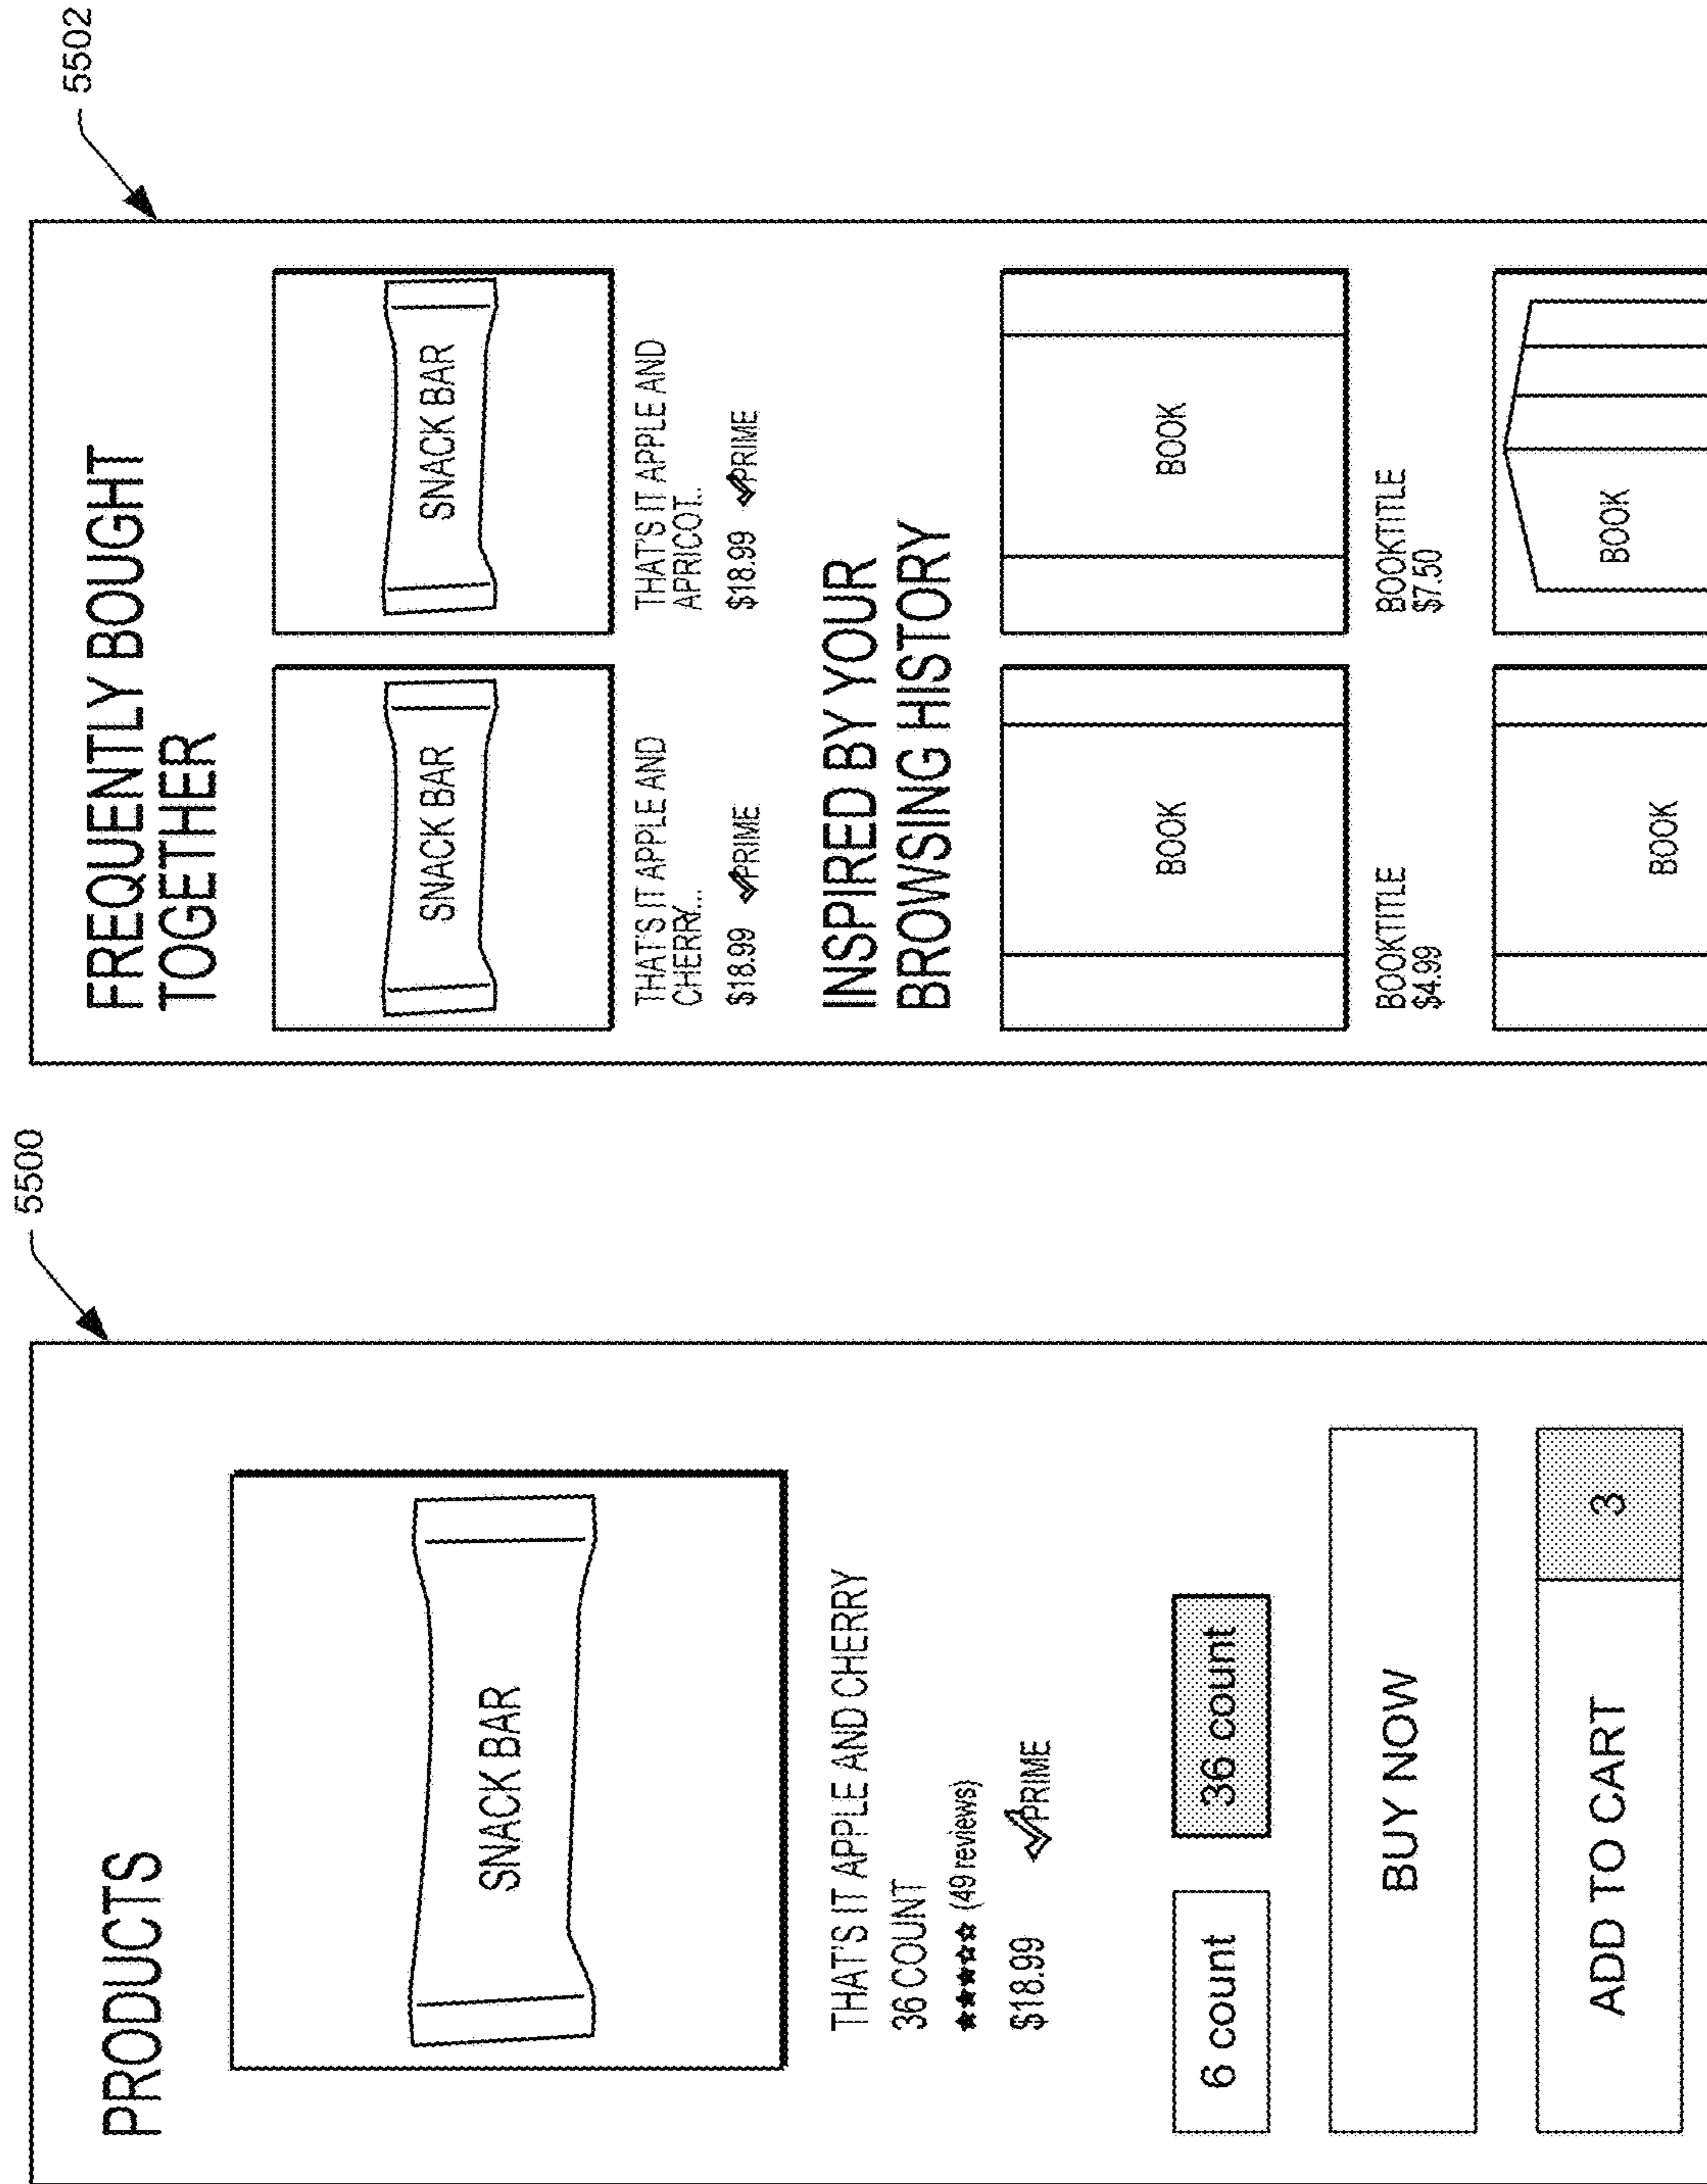 5500
PRODUCTS
SNACK BAR
THAT'S IT APPLE AND CHERRY
36 COUNT
★★★★☆ (49 reviews)
$18.99 PRIME
6 count
36 count
BUY NOW
ADD TO CART
3
5502
FREQUENTLY BOUGHT
TOGETHER
SNACK BAR
SNACK BAR
THAT'S IT APPLE AND
CHERRY...
$18.99 PRIME
THAT'S IT APPLE AND
APRICOT..
$18.99 PRIME
INSPIRED BY YOUR
BROWSING HISTORY
BOOK
BOOK
BOOKTITLE
$4.99
BOOKTITLE
$7.50
BOOK
BOOK